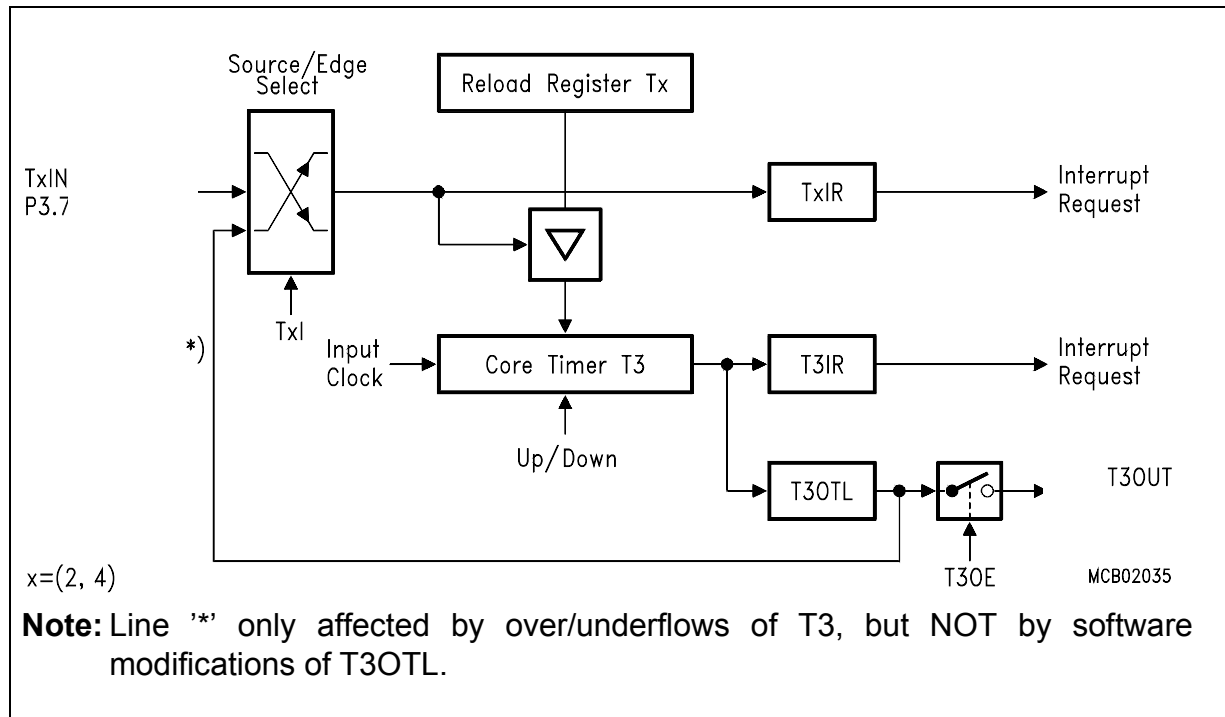 Source/Edge
Select
Reload Register Tx
TxIN
P3.7
TxIR
Interrupt
Request
TxI
*)
Input
Clock
Core Timer T3
T3IR
Interrupt
Request
Up/Down
T3OTL
T3OUT
x=(2, 4)
T3OE
MCB02035
Note: Line ’*’ only affected by over/underflows of T3, but NOT by software
modifications of T3OTL.